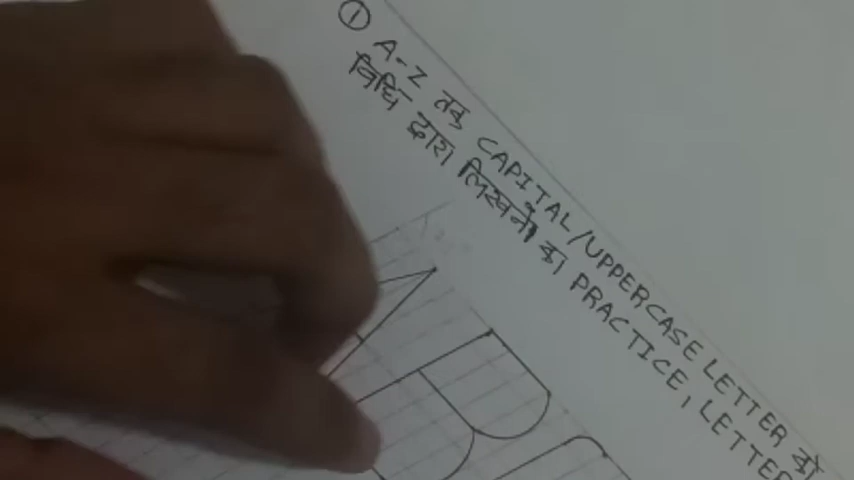 ① A-Z तक CAPITAL/UPPERCASE LETTER को
विधि द्वारा लिखने का PRACTICE, LETTER
A B